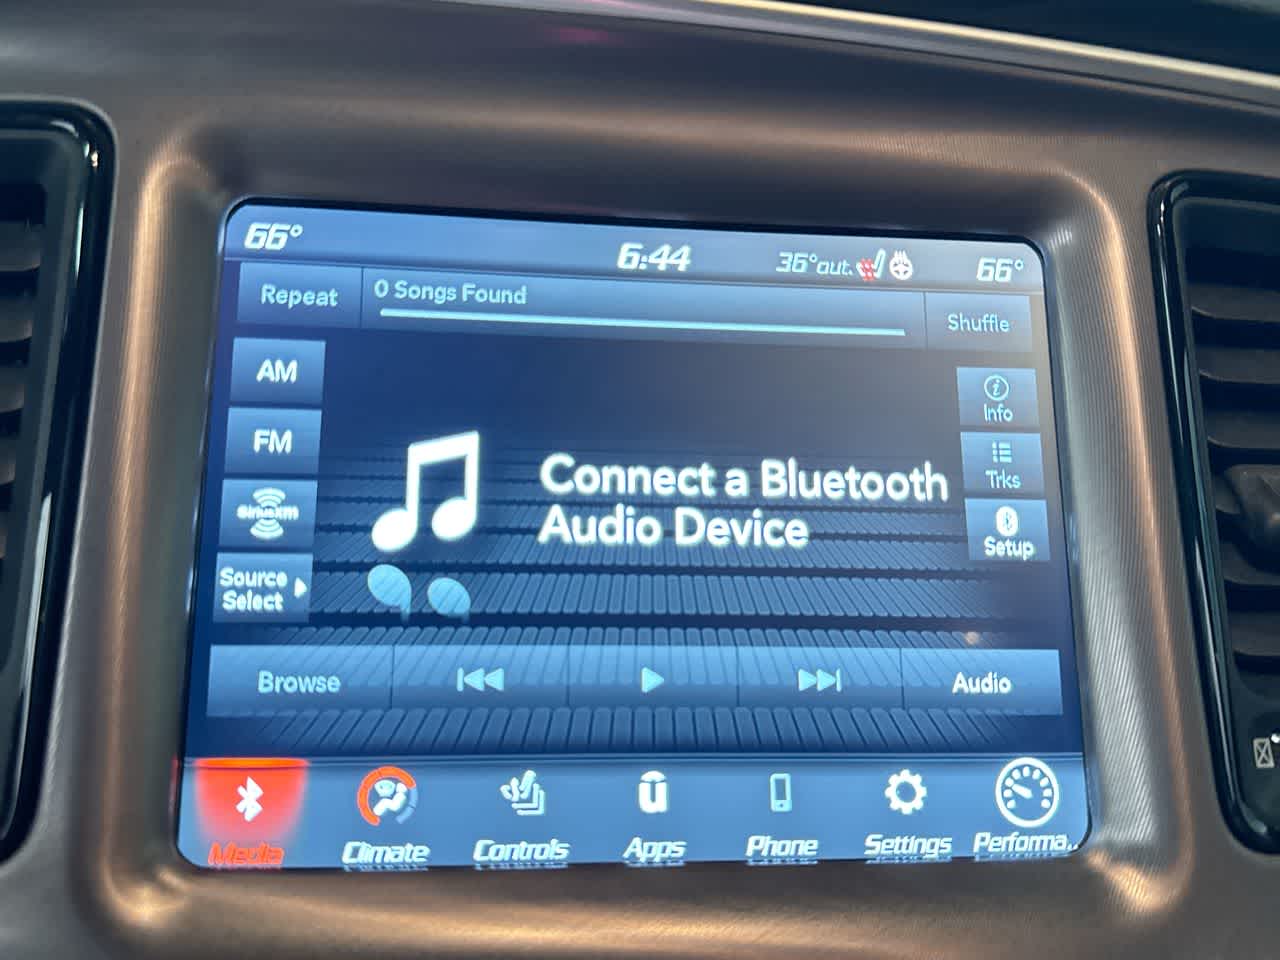 66°
6:44
36°out.
66°
Repeat
0 Songs Found
Shuffle
AM
FM
SiriusXM
Source
Select
Connect a Bluetooth
Audio Device
Info
Trks
Setup
Browse
Audio
Media
Climate
Controls
Apps
Phone
Settings
Performa..